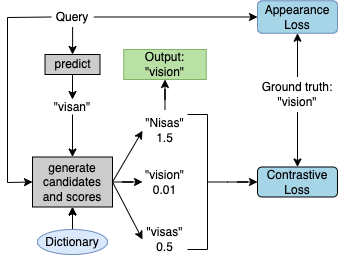 Query
Appearance
Loss
predict
Output:
"vision"
Ground truth:
"vision"
"visan"
"Nisas"
1.5
generate
candidates
and scores
"vision"
0.01
Contrastive
Loss
"visas"
0.5
Dictionary